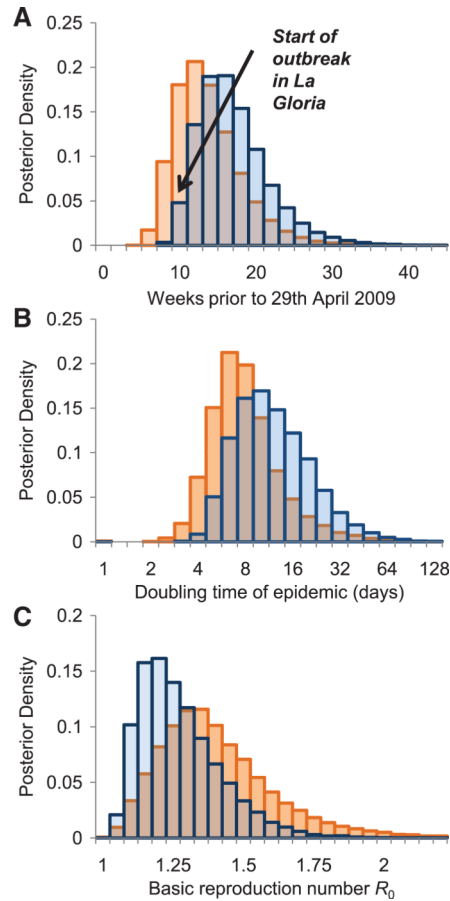 A
0.25
0.2
0.15
0.1
0.05
0
Posterior Density
Start of
outbreak
in La
Gloria
0 10 20 30 40
Weeks prior to 29th April 2009
B
0.25
0.2
0.15
0.1
0.05
0
Posterior Density
1 2 4 8 16 32 64 128
Doubling time of epidemic (days)
C
0.2
0.15
0.1
0.05
0
Posterior Density
1 1.25 1.5 1.75 2
Basic reproduction number R₀